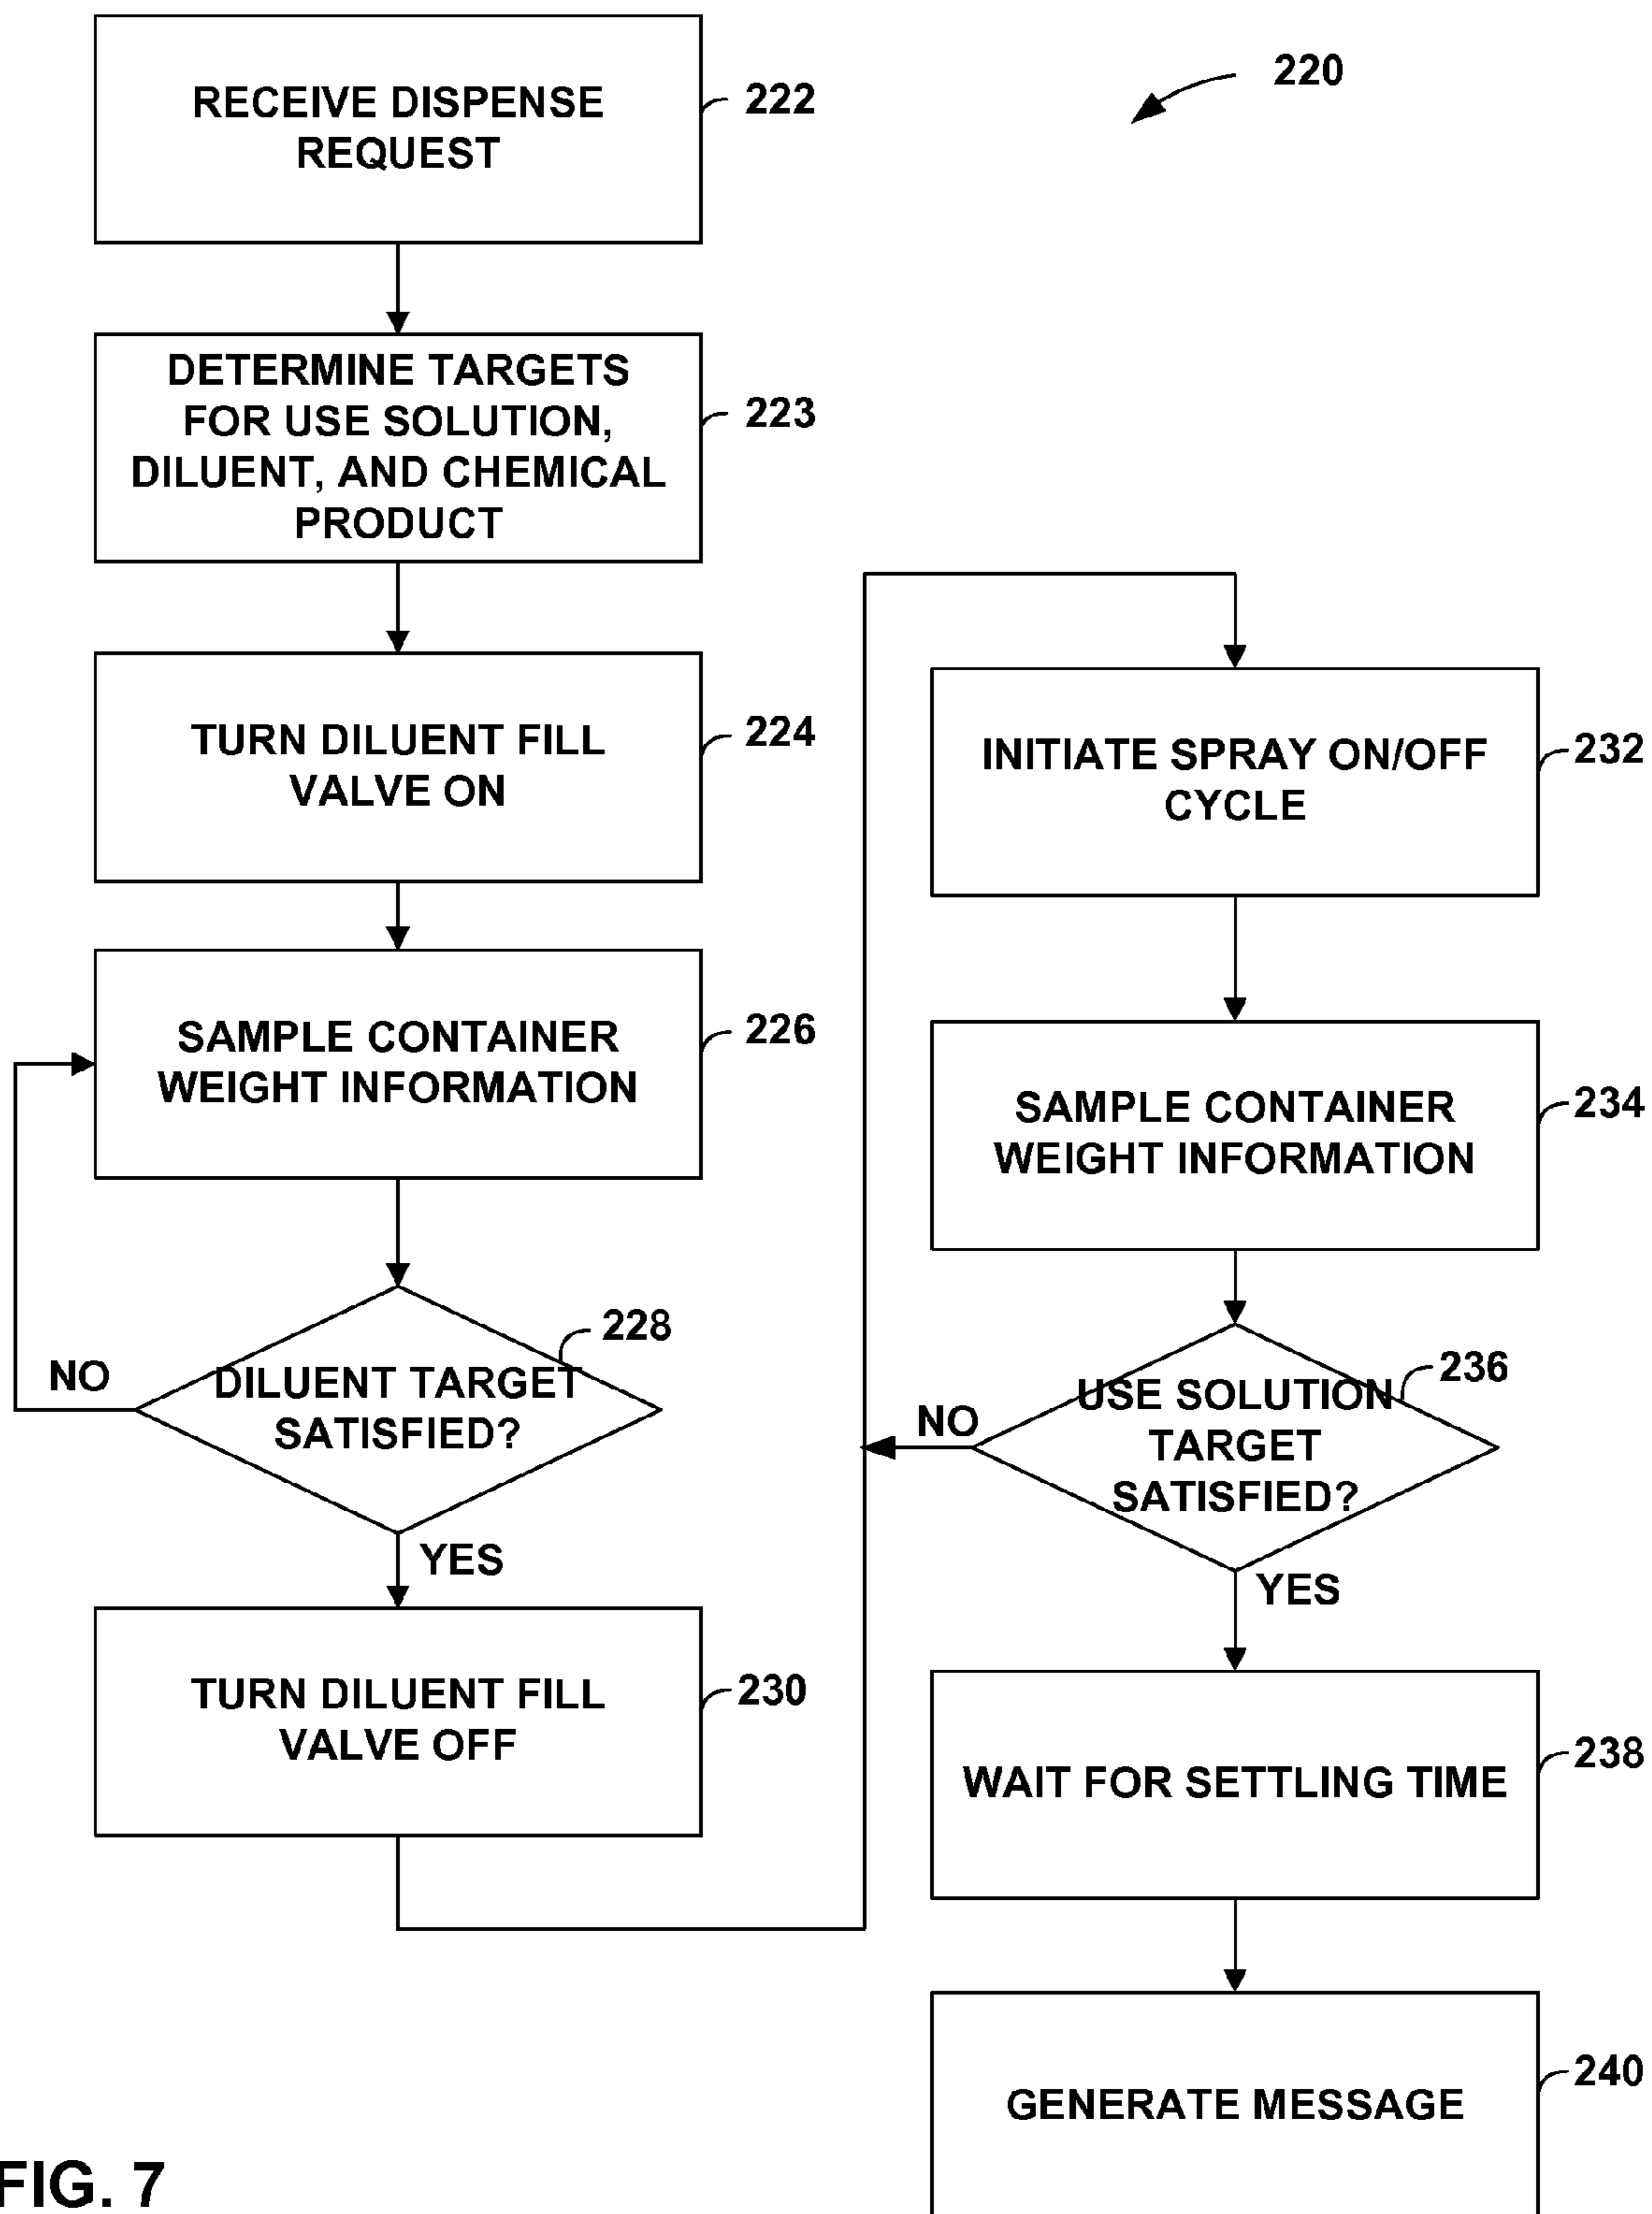 220
RECEIVE DISPENSE
REQUEST
222
DETERMINE TARGETS
FOR USE SOLUTION,
DILUENT, AND CHEMICAL
PRODUCT
223
TURN DILUENT FILL
VALVE ON
224
SAMPLE CONTAINER
WEIGHT INFORMATION
226
DILUENT TARGET
SATISFIED?
228
NO
YES
TURN DILUENT FILL
VALVE OFF
230
INITIATE SPRAY ON/OFF
CYCLE
232
SAMPLE CONTAINER
WEIGHT INFORMATION
234
USE SOLUTION
TARGET
SATISFIED?
236
NO
YES
WAIT FOR SETTLING TIME
238
GENERATE MESSAGE
240
FIG. 7